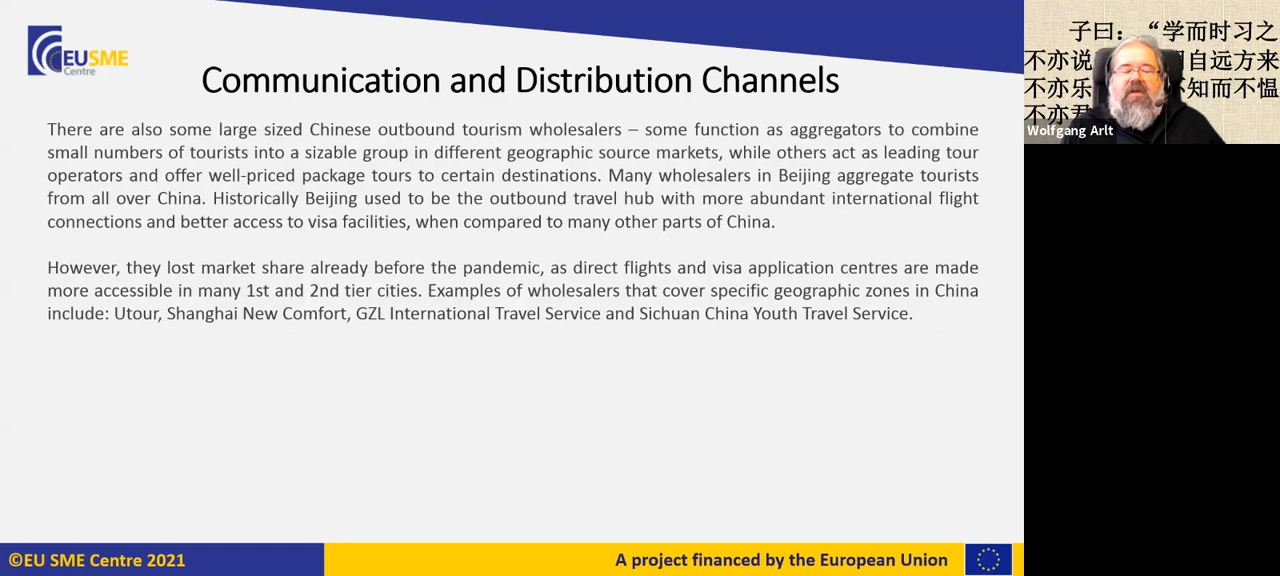 EUSME
Centre
Communication and Distribution Channels
There are also some large sized Chinese outbound tourism wholesalers – some function as aggregators to combine
small numbers of tourists into a sizable group in different geographic source markets, while others act as leading tour
operators and offer well-priced package tours to certain destinations. Many wholesalers in Beijing aggregate tourists
from all over China. Historically Beijing used to be the outbound travel hub with more abundant international flight
connections and better access to visa facilities, when compared to many other parts of China.
However, they lost market share already before the pandemic, as direct flights and visa application centres are made
more accessible in many 1st and 2nd tier cities. Examples of wholesalers that cover specific geographic zones in China
include: Utour, Shanghai New Comfort, GZL International Travel Service and Sichuan China Youth Travel Service.
©EU SME Centre 2021
A project financed by the European Union
子曰：“学而时习之
不亦说 自远方来
不亦乐 不知而不愠
不亦君
Wolfgang Arlt